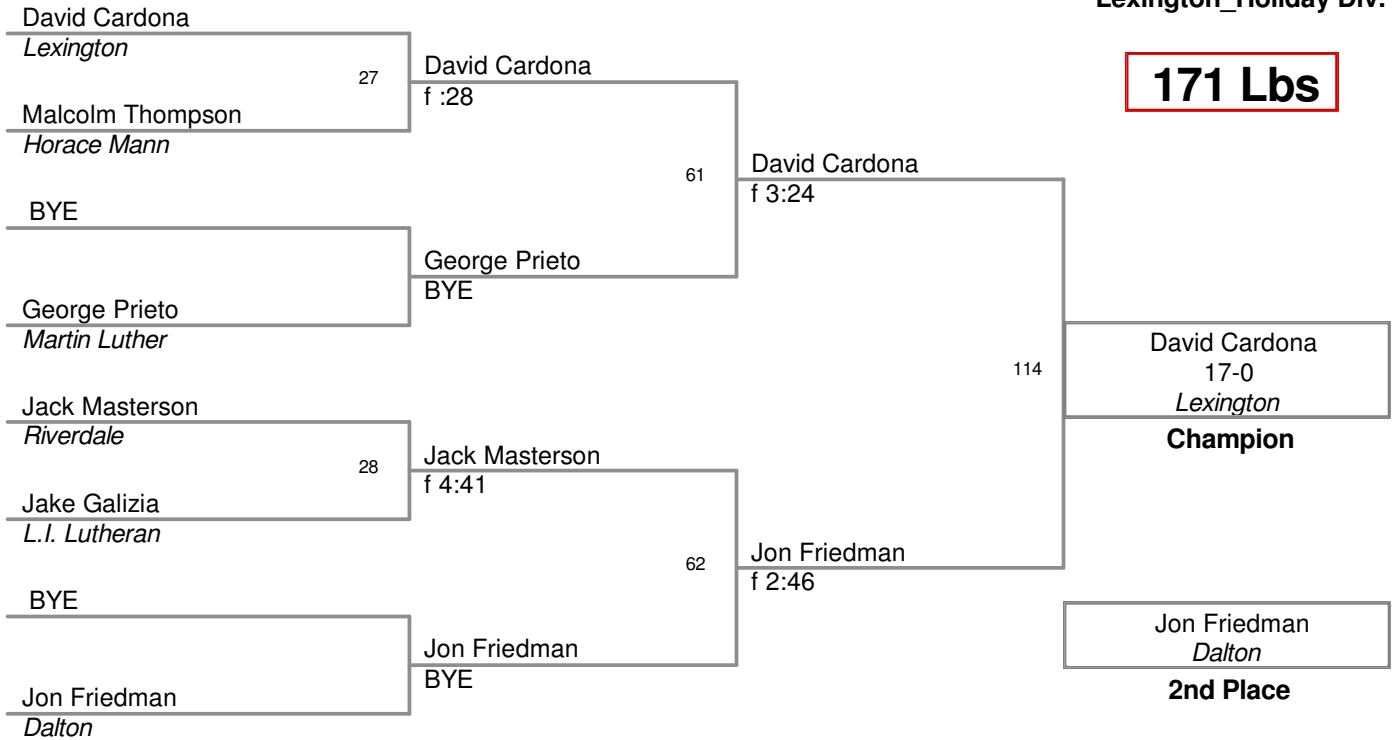 Lexington_Holiday Div.
171 Lbs
David Cardona
Lexington
27
Malcolm Thompson
Horace Mann
David Cardona
f :28
BYE
George Prieto
Martin Luther
George Prieto
BYE
61
David Cardona
f 3:24
Jack Masterson
Riverdale
28
Jake Galizia
L.I. Lutheran
Jack Masterson
f 4:41
BYE
Jon Friedman
Dalton
Jon Friedman
BYE
62
Jon Friedman
f 2:46
114
David Cardona
17-0
Lexington
Champion
Jon Friedman
Dalton
2nd Place